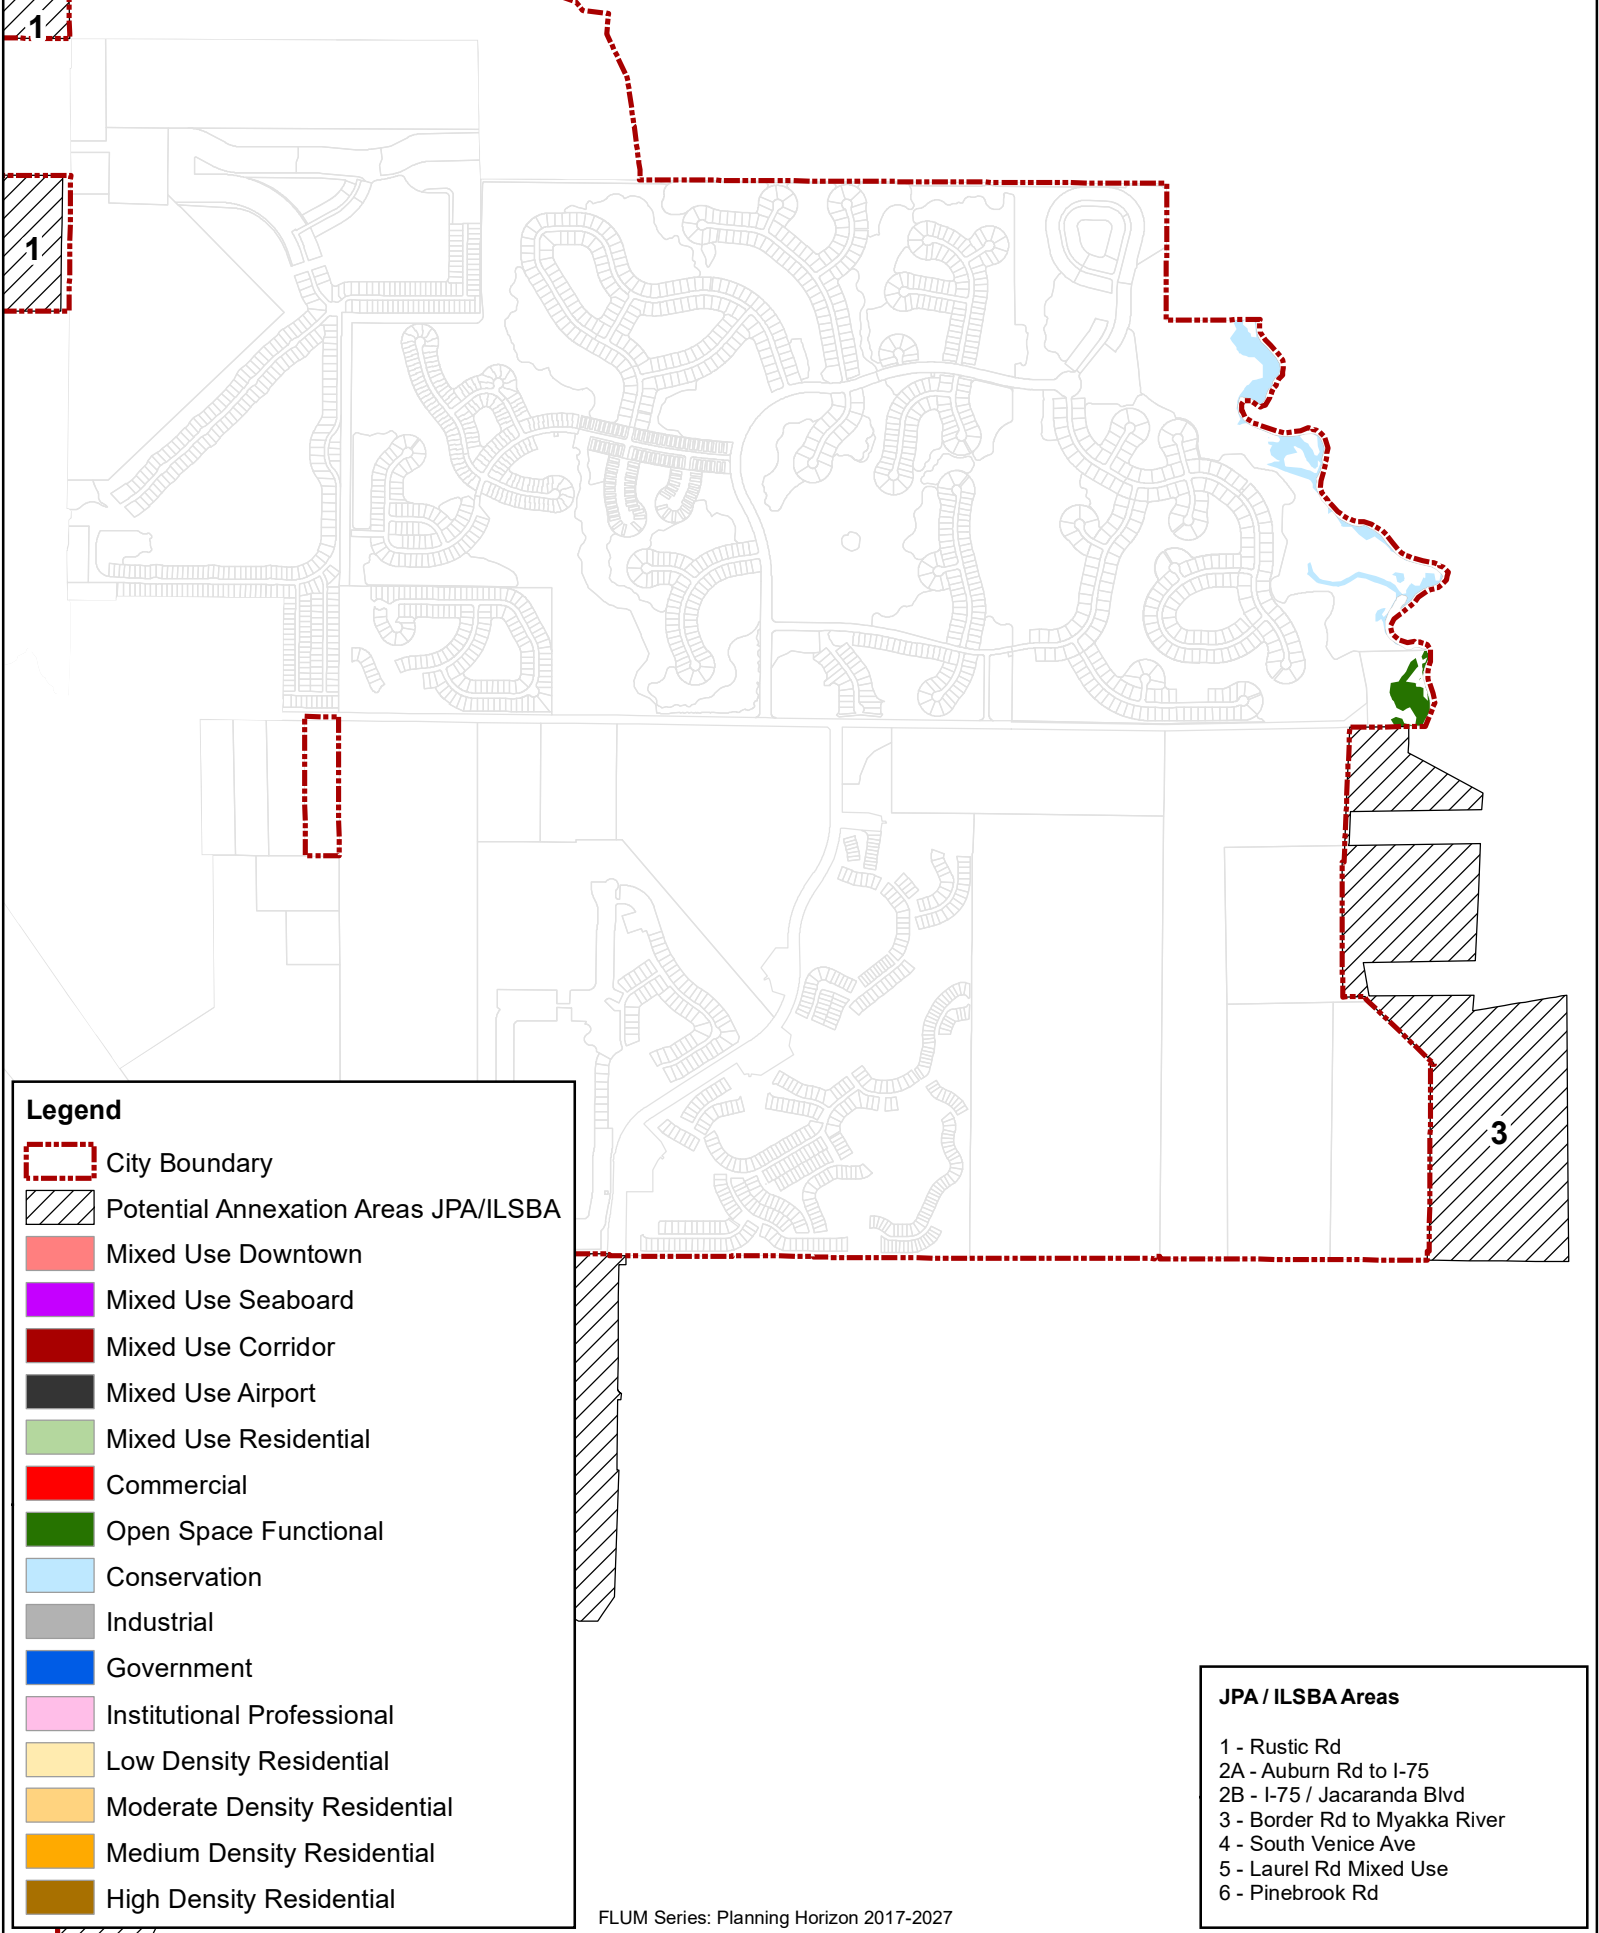 1
1
3
Legend
City Boundary
Potential Annexation Areas JPA/ILSBA
Mixed Use Downtown
Mixed Use Seaboard
Mixed Use Corridor
Mixed Use Airport
Mixed Use Residential
Commercial
Open Space Functional
Conservation
Industrial
Government
Institutional Professional
Low Density Residential
Moderate Density Residential
Medium Density Residential
High Density Residential
FLUM Series: Planning Horizon 2017-2027
JPA / ILSBA Areas
1 - Rustic Rd
2A - Auburn Rd to I-75
2B - I-75 / Jacaranda Blvd
3 - Border Rd to Myakka River
4 - South Venice Ave
5 - Laurel Rd Mixed Use
6 - Pinebrook Rd